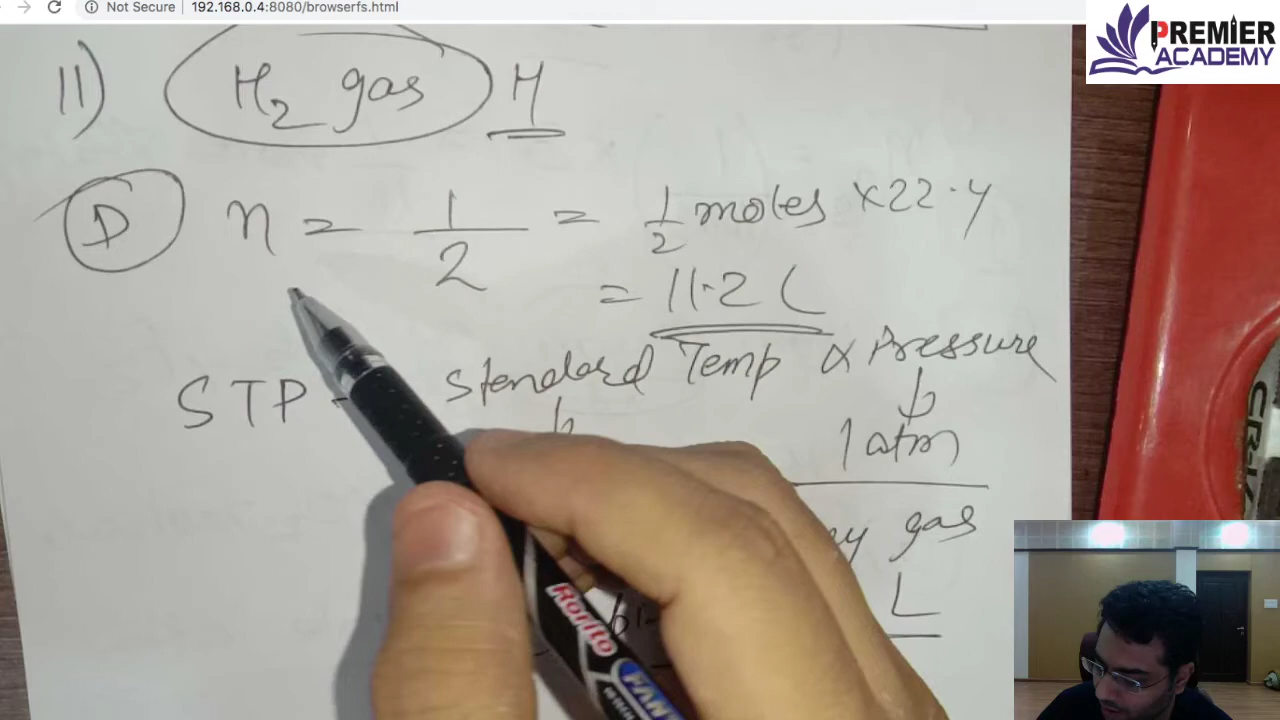 Not Secure | 192.168.0.4:8080/browserfs.html
PREMIER
ACADEMY
11) H2 gas H
D n = 1/2 = 1/2 moles x 22.4
= 11.2 L
STP - Standard Temp & Pressure
1 atm
gas
L
Rorito